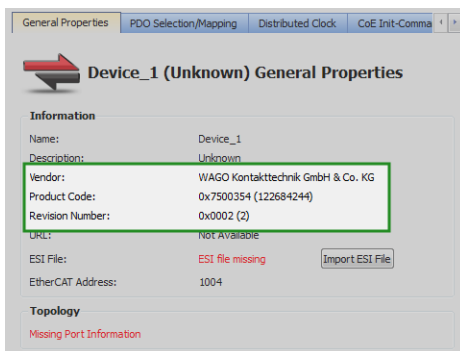 General Properties PDO Selection/Mapping Distributed Clock CoE Init-Comma
Device_1 (Unknown) General Properties
Information
Name: Device_1
Description: Unknown
Vendor: WAGO Kontakttechnik GmbH & Co. KG
Product Code: 0x7500354 (122684244)
Revision Number: 0x0002 (2)
URL: Not Available
ESI File: ESI file missing Import ESI File
EtherCAT Address: 1004
Topology
Missing Port Information